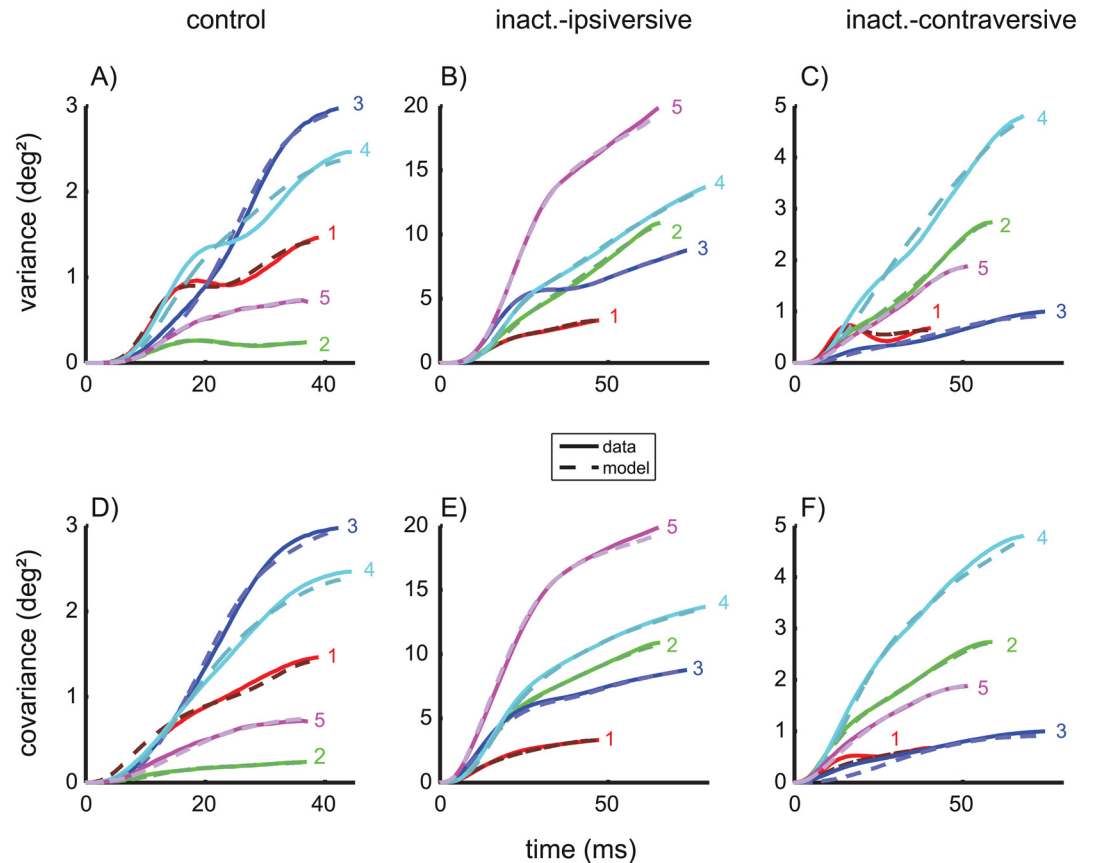 control inact.-ipsiversive inact.-contraversive
A) B) C)
variance (deg²)
3 2 1 0
0 20 40
3 4 1 5 2
20 15 10 5 0
0 50
5 4 2 3 1
5 4 3 2 1 0
0 50
4 2 5 1 3
data
model
D) E) F)
covariance (deg²)
3 2 1 0
0 20 40
3 4 1 5 2
20 15 10 5 0
0 50
5 4 2 3 1
5 4 3 2 1 0
0 50
4 2 5 1 3
time (ms)